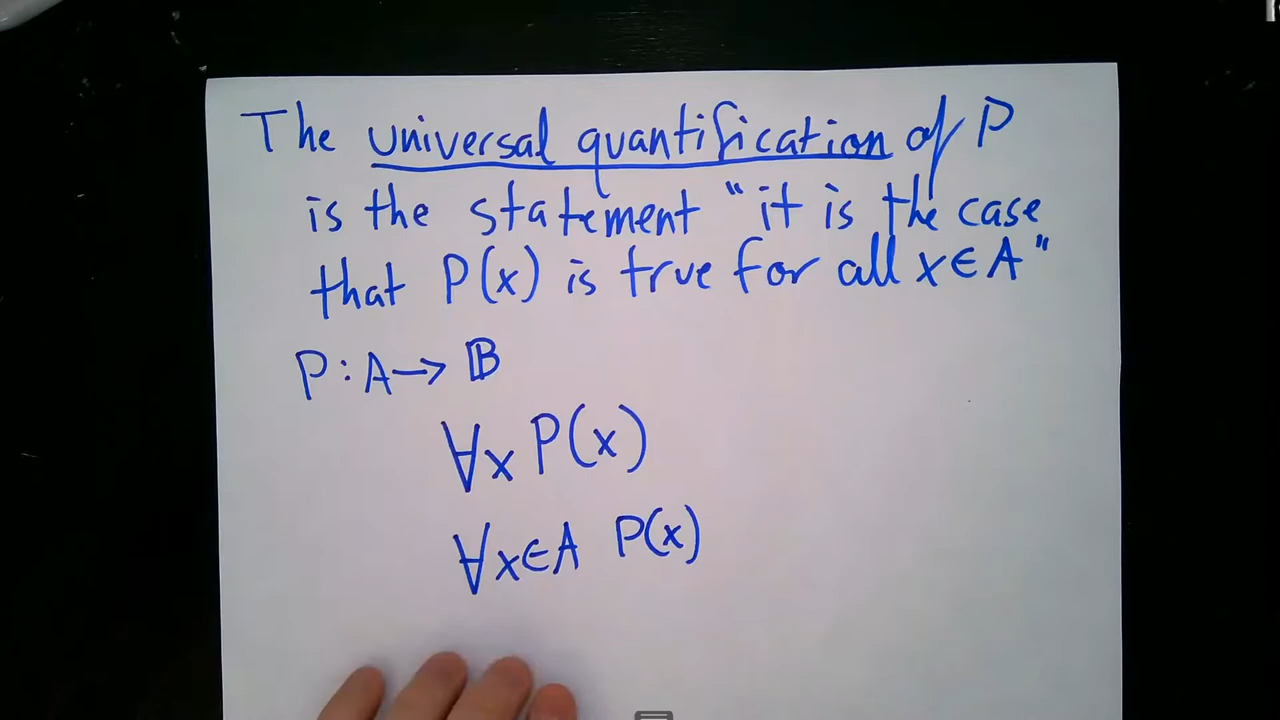 The universal quantification of P
is the statement "it is the case
that P(x) is true for all x∈A"
P:A→𝔹
∀x P(x)
∀x∈A P(x)